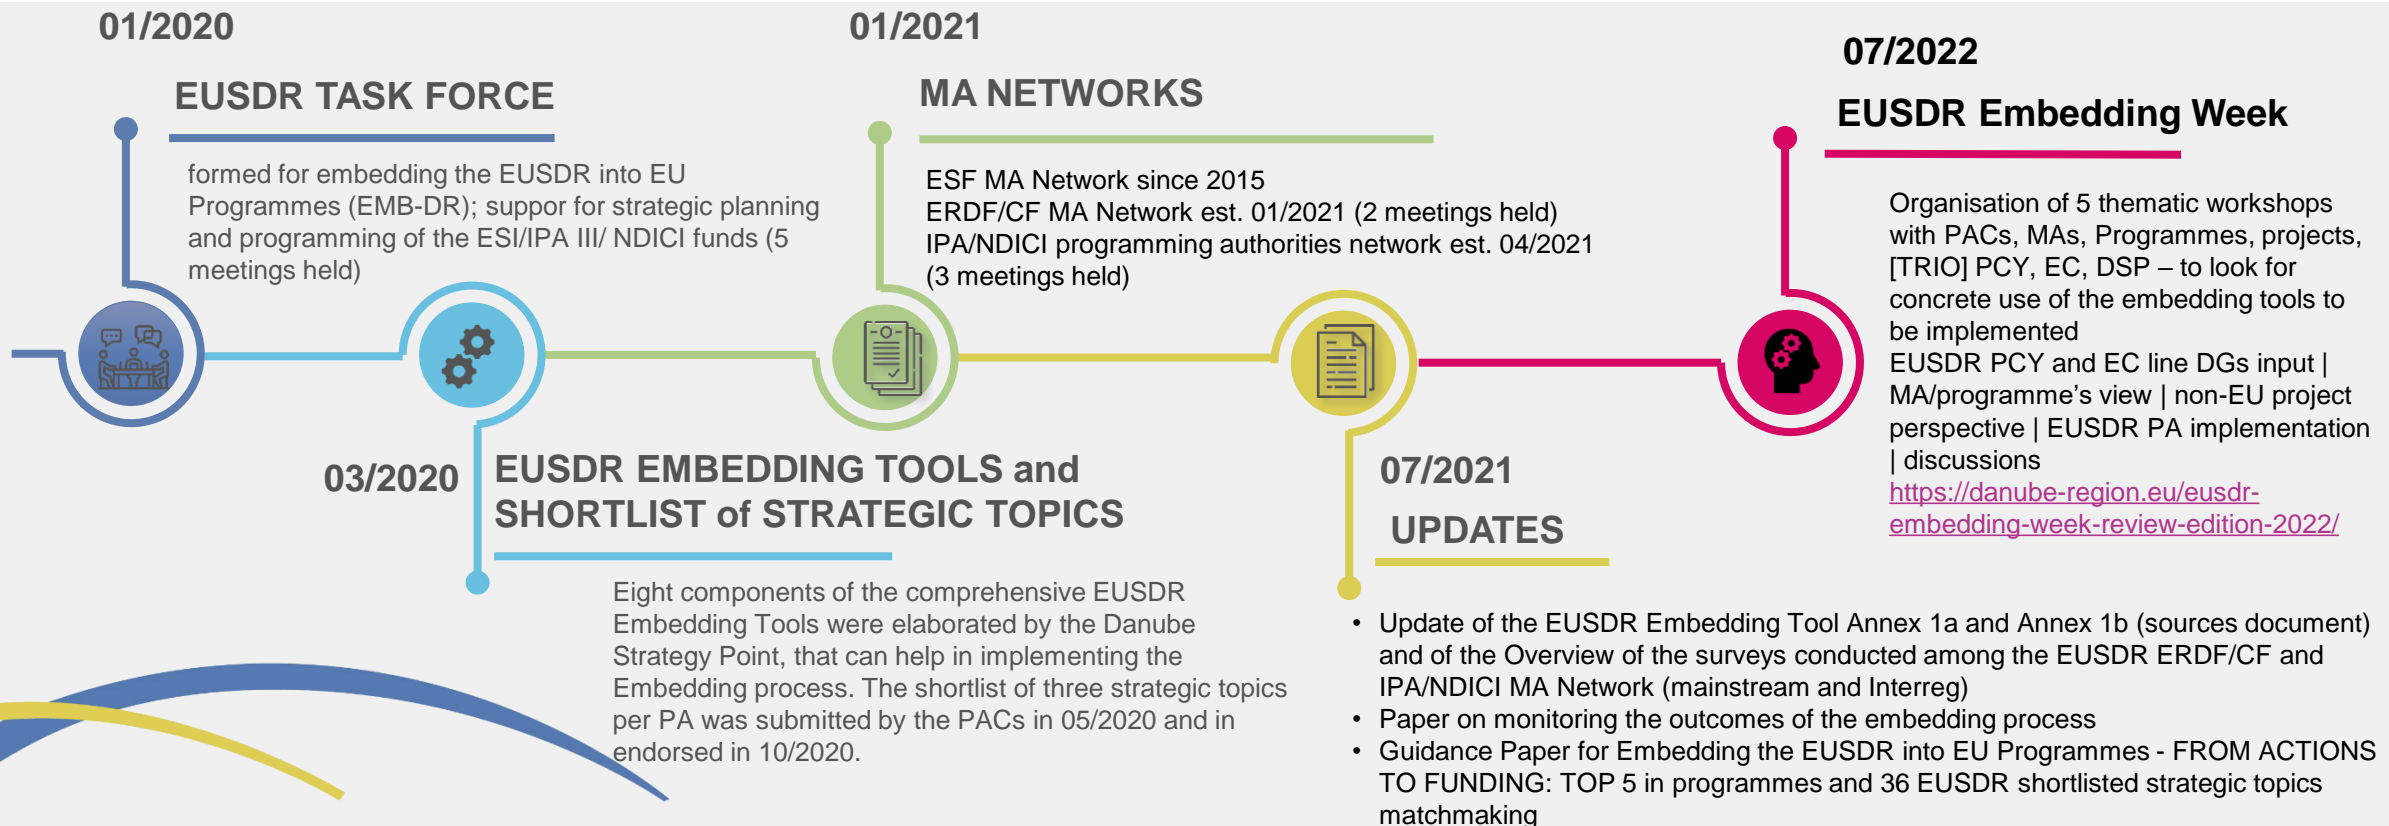 01/2020
EUSDR TASK FORCE
formed for embedding the EUSDR into EU
Programmes (EMB-DR); suppor for strategic planning
and programming of the ESI/IPA III/ NDICI funds (5
meetings held)
03/2020
EUSDR EMBEDDING TOOLS and
SHORTLIST of STRATEGIC TOPICS
Eight components of the comprehensive EUSDR
Embedding Tools were elaborated by the Danube
Strategy Point, that can help in implementing the
Embedding process. The shortlist of three strategic topics
per PA was submitted by the PACs in 05/2020 and in
endorsed in 10/2020.
01/2021
MA NETWORKS
ESF MA Network since 2015
ERDF/CF MA Network est. 01/2021 (2 meetings held)
IPA/NDICI programming authorities network est. 04/2021
(3 meetings held)
07/2021
UPDATES
• Update of the EUSDR Embedding Tool Annex 1a and Annex 1b (sources document)
and of the Overview of the surveys conducted among the EUSDR ERDF/CF and
IPA/NDICI MA Network (mainstream and Interreg)
• Paper on monitoring the outcomes of the embedding process
• Guidance Paper for Embedding the EUSDR into EU Programmes - FROM ACTIONS
TO FUNDING: TOP 5 in programmes and 36 EUSDR shortlisted strategic topics
matchmaking
07/2022
EUSDR Embedding Week
Organisation of 5 thematic workshops
with PACs, MAs, Programmes, projects,
[TRIO] PCY, EC, DSP – to look for
concrete use of the embedding tools to
be implemented
EUSDR PCY and EC line DGs input |
MA/programme’s view | non-EU project
perspective | EUSDR PA implementation
| discussions
https://danube-region.eu/eusdr-
embedding-week-review-edition-2022/